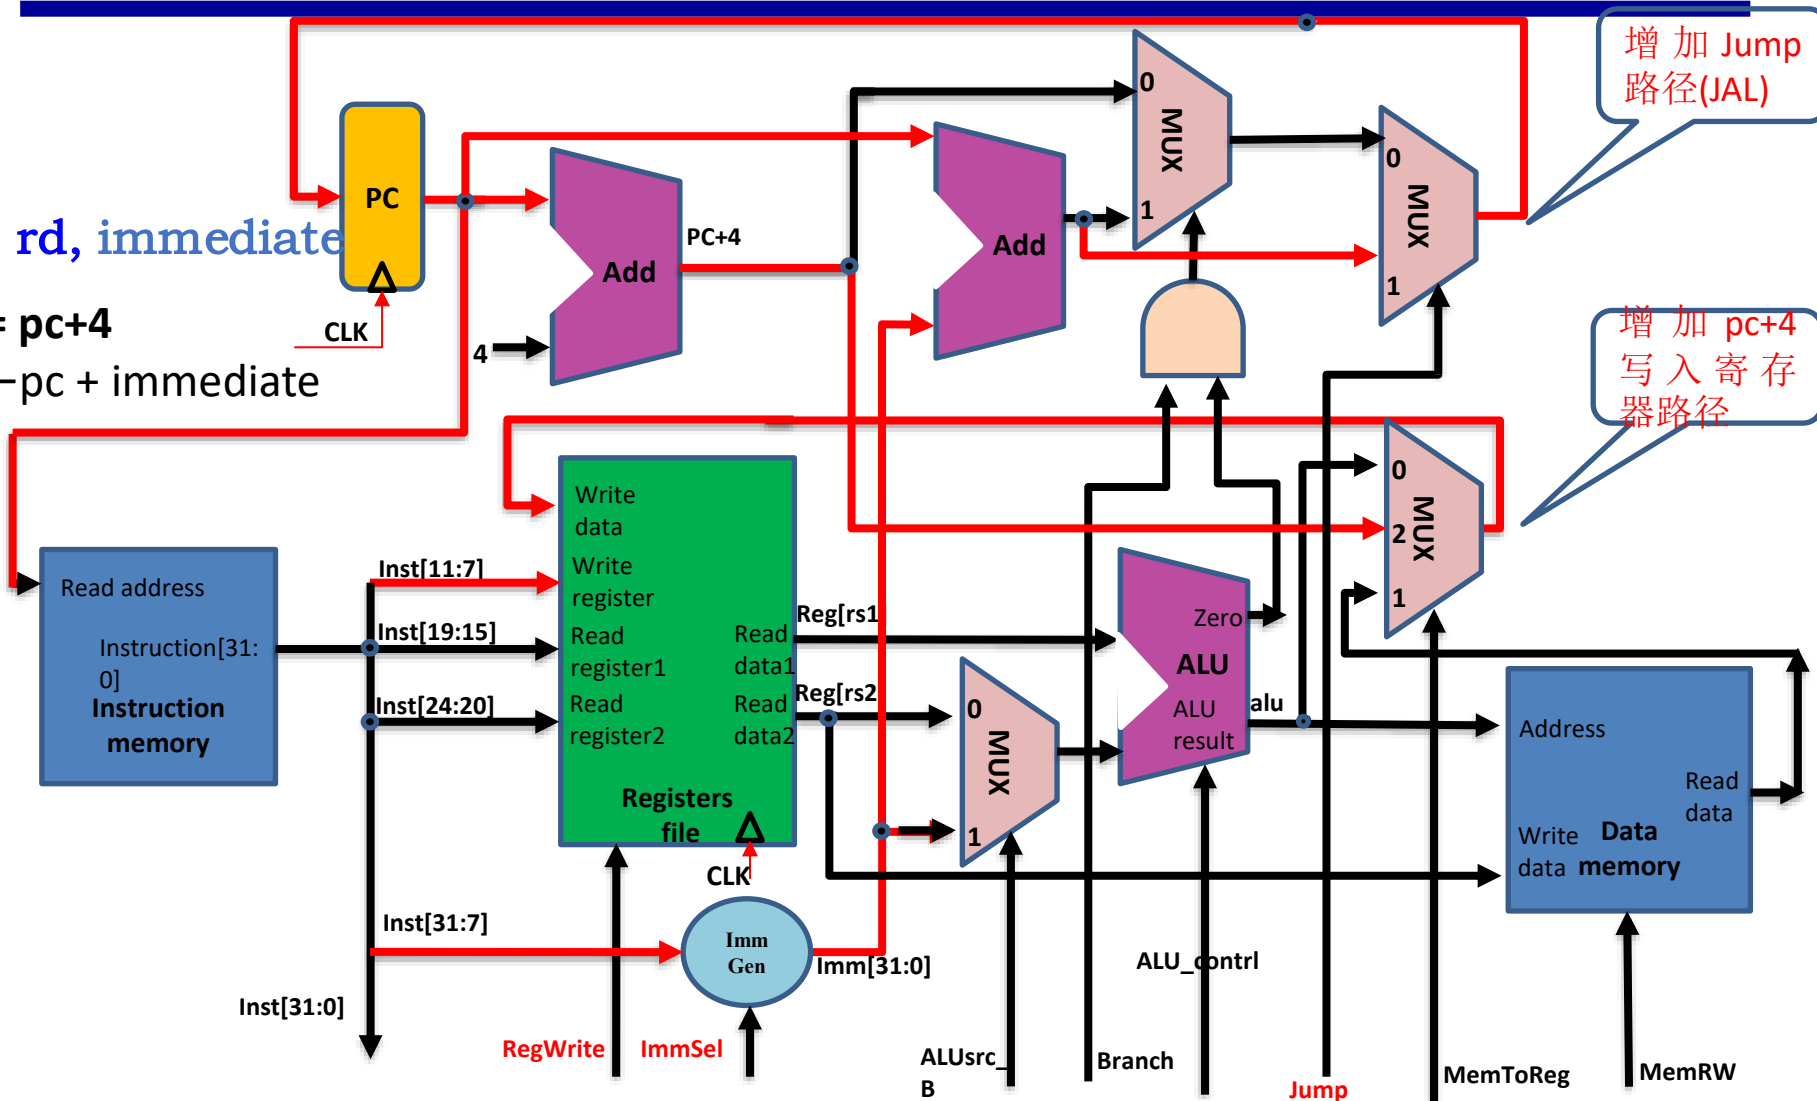 增 加 Jump
路径(JAL)
0
MUX
1
0
MUX
1
PC
CLK
rd, immediate
= pc+4
pc + immediate
PC+4
Add
4
Add
增 加 pc+4
写 入 寄 存
器路径
0
MUX
2
1
Read address
Instruction[31:
0]
Instruction
memory
Inst[11:7]
Inst[19:15]
Inst[24:20]
Inst[31:7]
Inst[31:0]
Write
data
Write
register
Read
register1
Read
register2
Read
data1
Read
data2
Registers
file
CLK
Reg[rs1
Reg[rs2
0
MUX
1
Zero
ALU
ALU
result
alu
Address
Read
data
Write
data
Data
memory
Imm
Gen
Imm[31:0]
RegWrite
ImmSel
ALUsrc_
B
Branch
ALU_contrl
Jump
MemToReg
MemRW